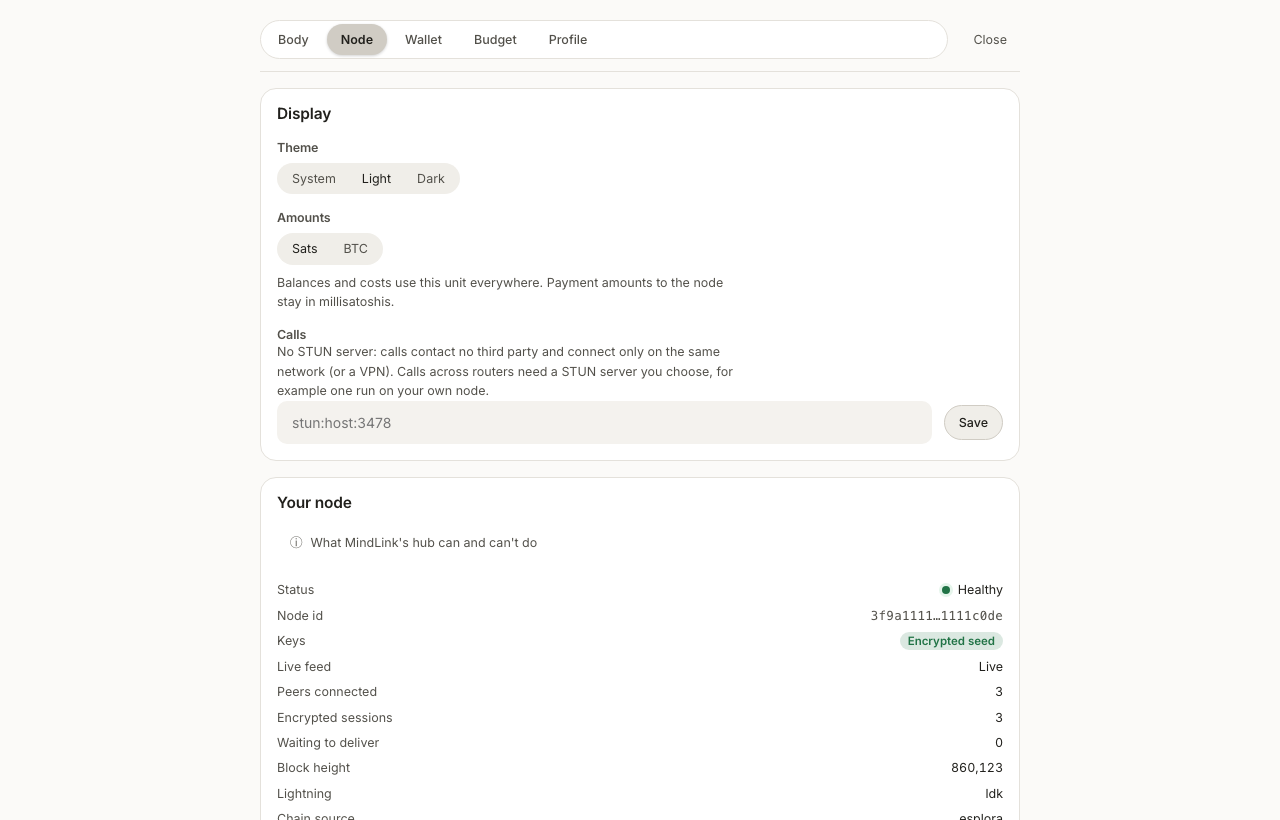 Body Node Wallet Budget Profile Close
Display
Theme
System Light Dark
Amounts
Sats BTC
Balances and costs use this unit everywhere. Payment amounts to the node
stay in millisatoshis.
Calls
No STUN server: calls contact no third party and connect only on the same
network (or a VPN). Calls across routers need a STUN server you choose, for
example one run on your own node.
stun:host:3478 Save
Your node
ⓘ What MindLink's hub can and can't do
Status Healthy
Node id 3f9a1111…1111c0de
Keys Encrypted seed
Live feed Live
Peers connected 3
Encrypted sessions 3
Waiting to deliver 0
Block height 860,123
Lightning ldk
Chain source esplora